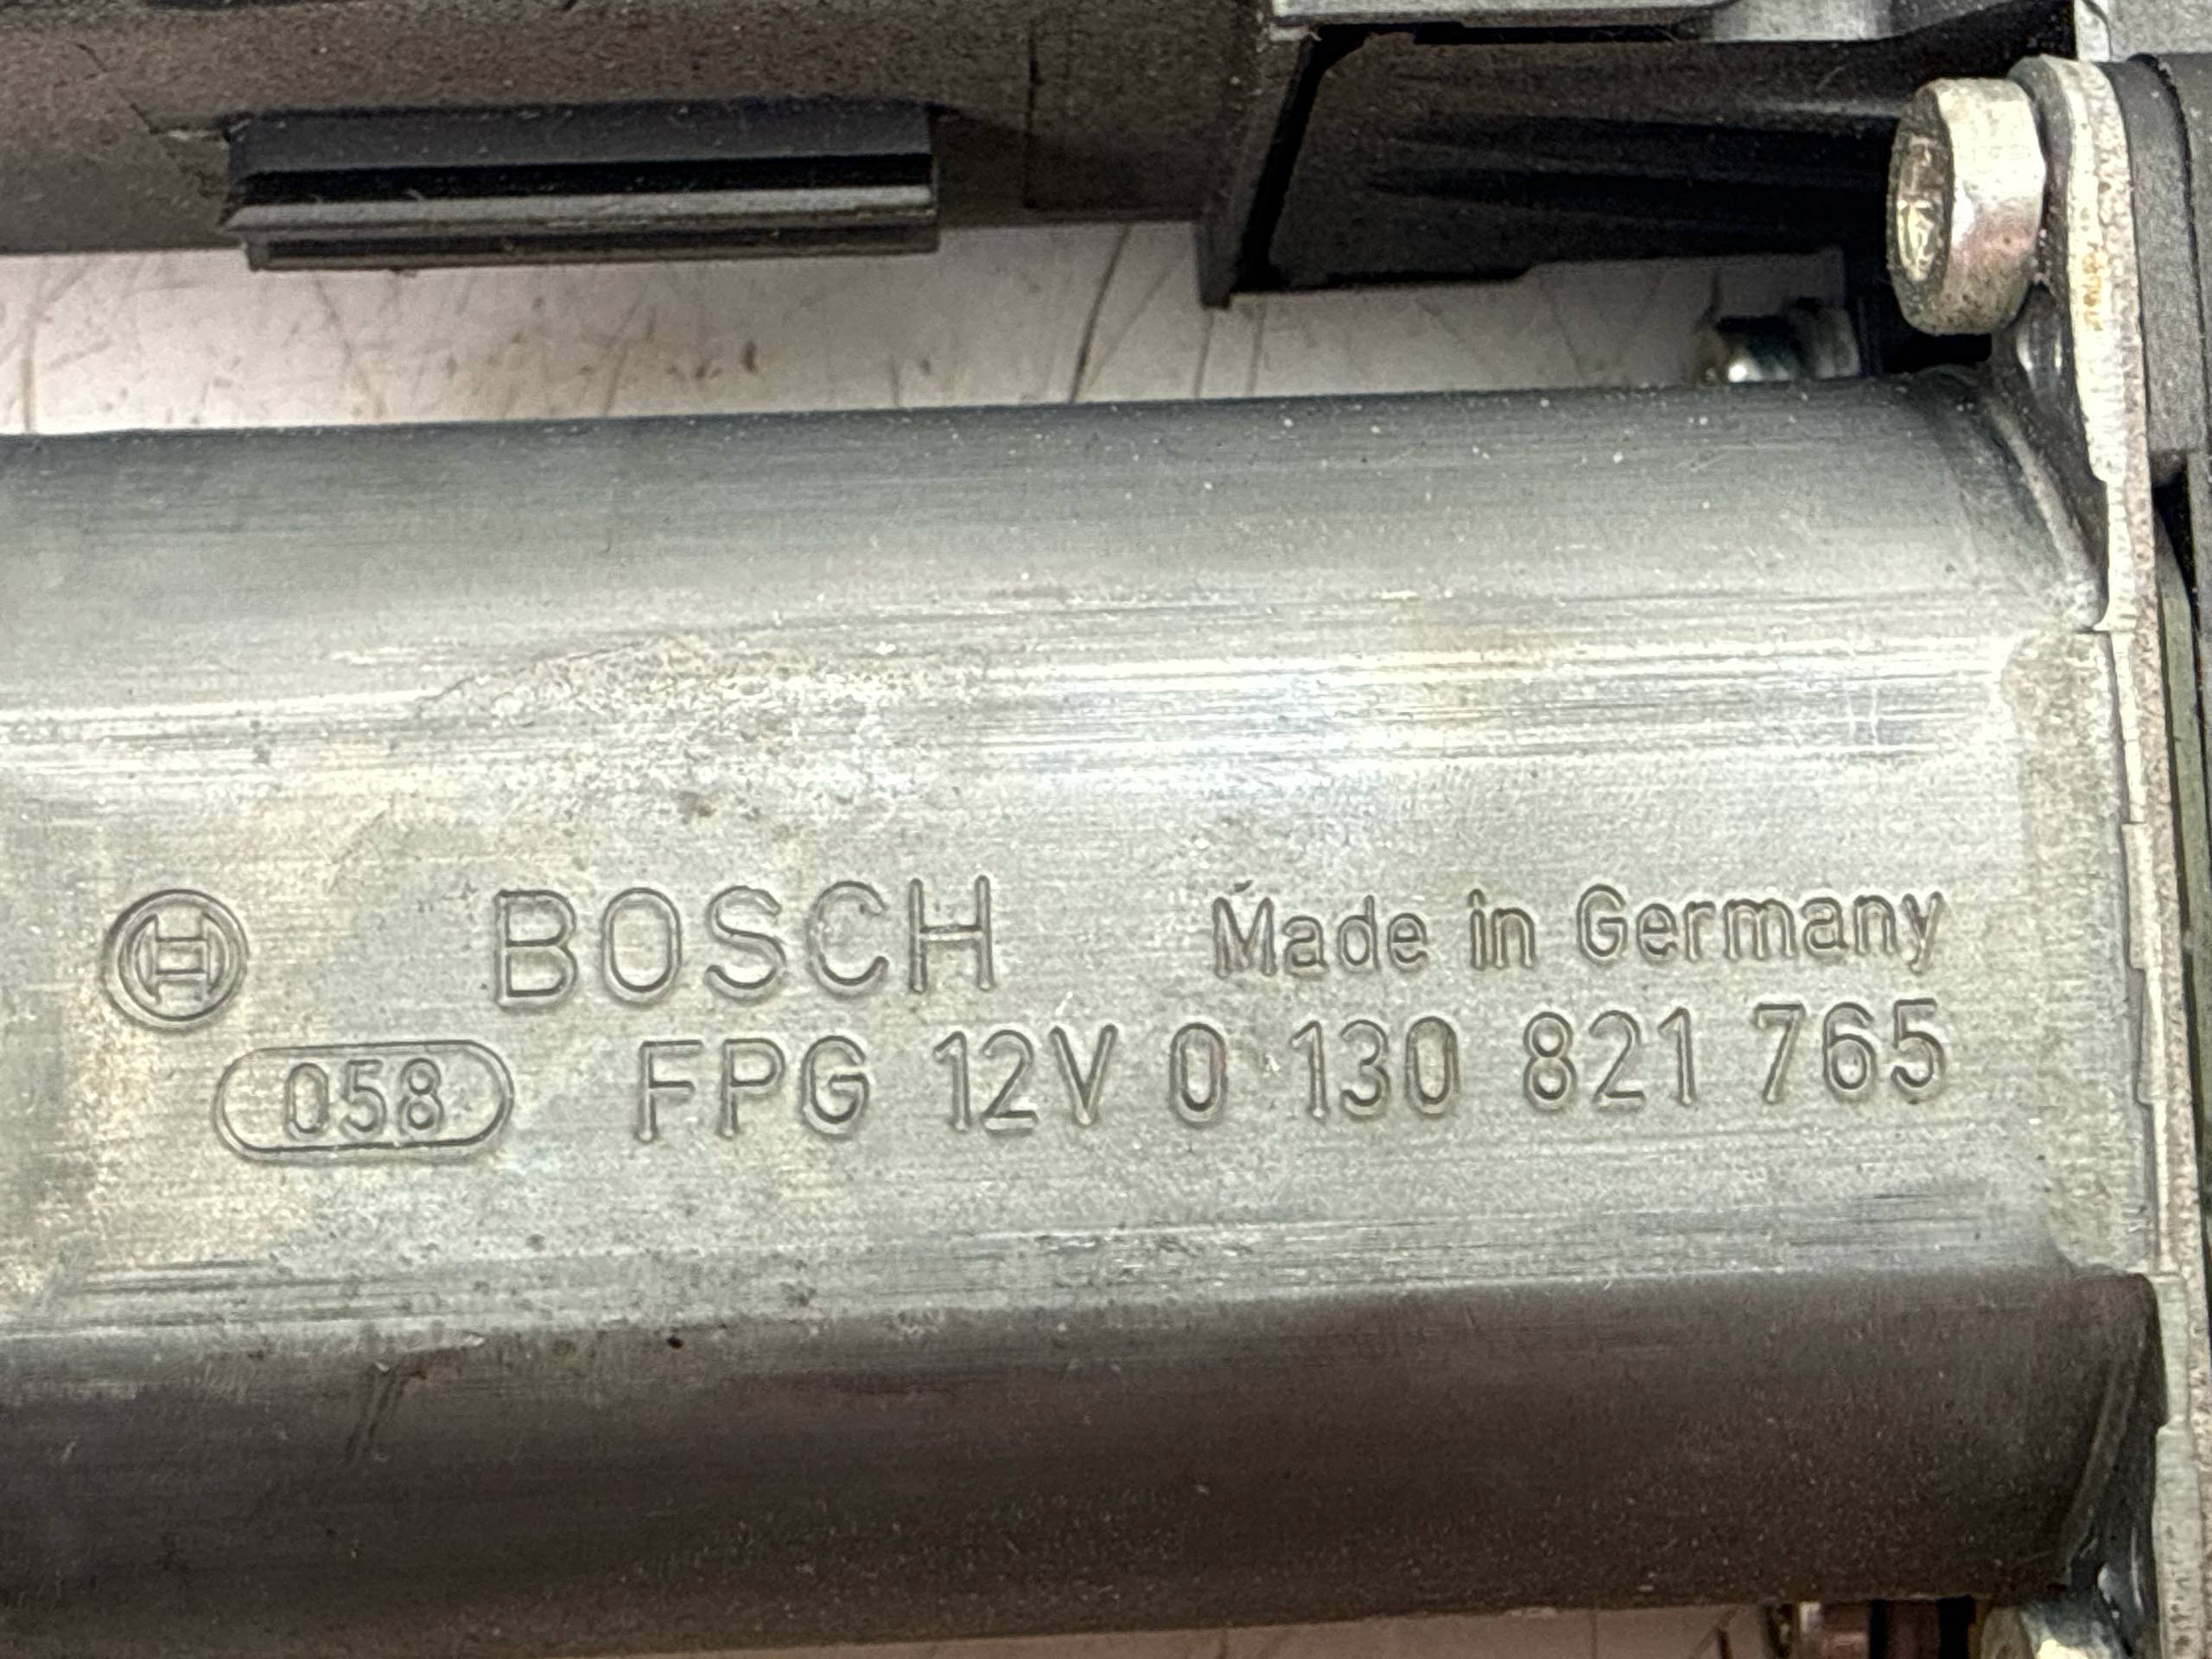 BOSCH Made in Germany
058 FPG 12V 0 130 821 765